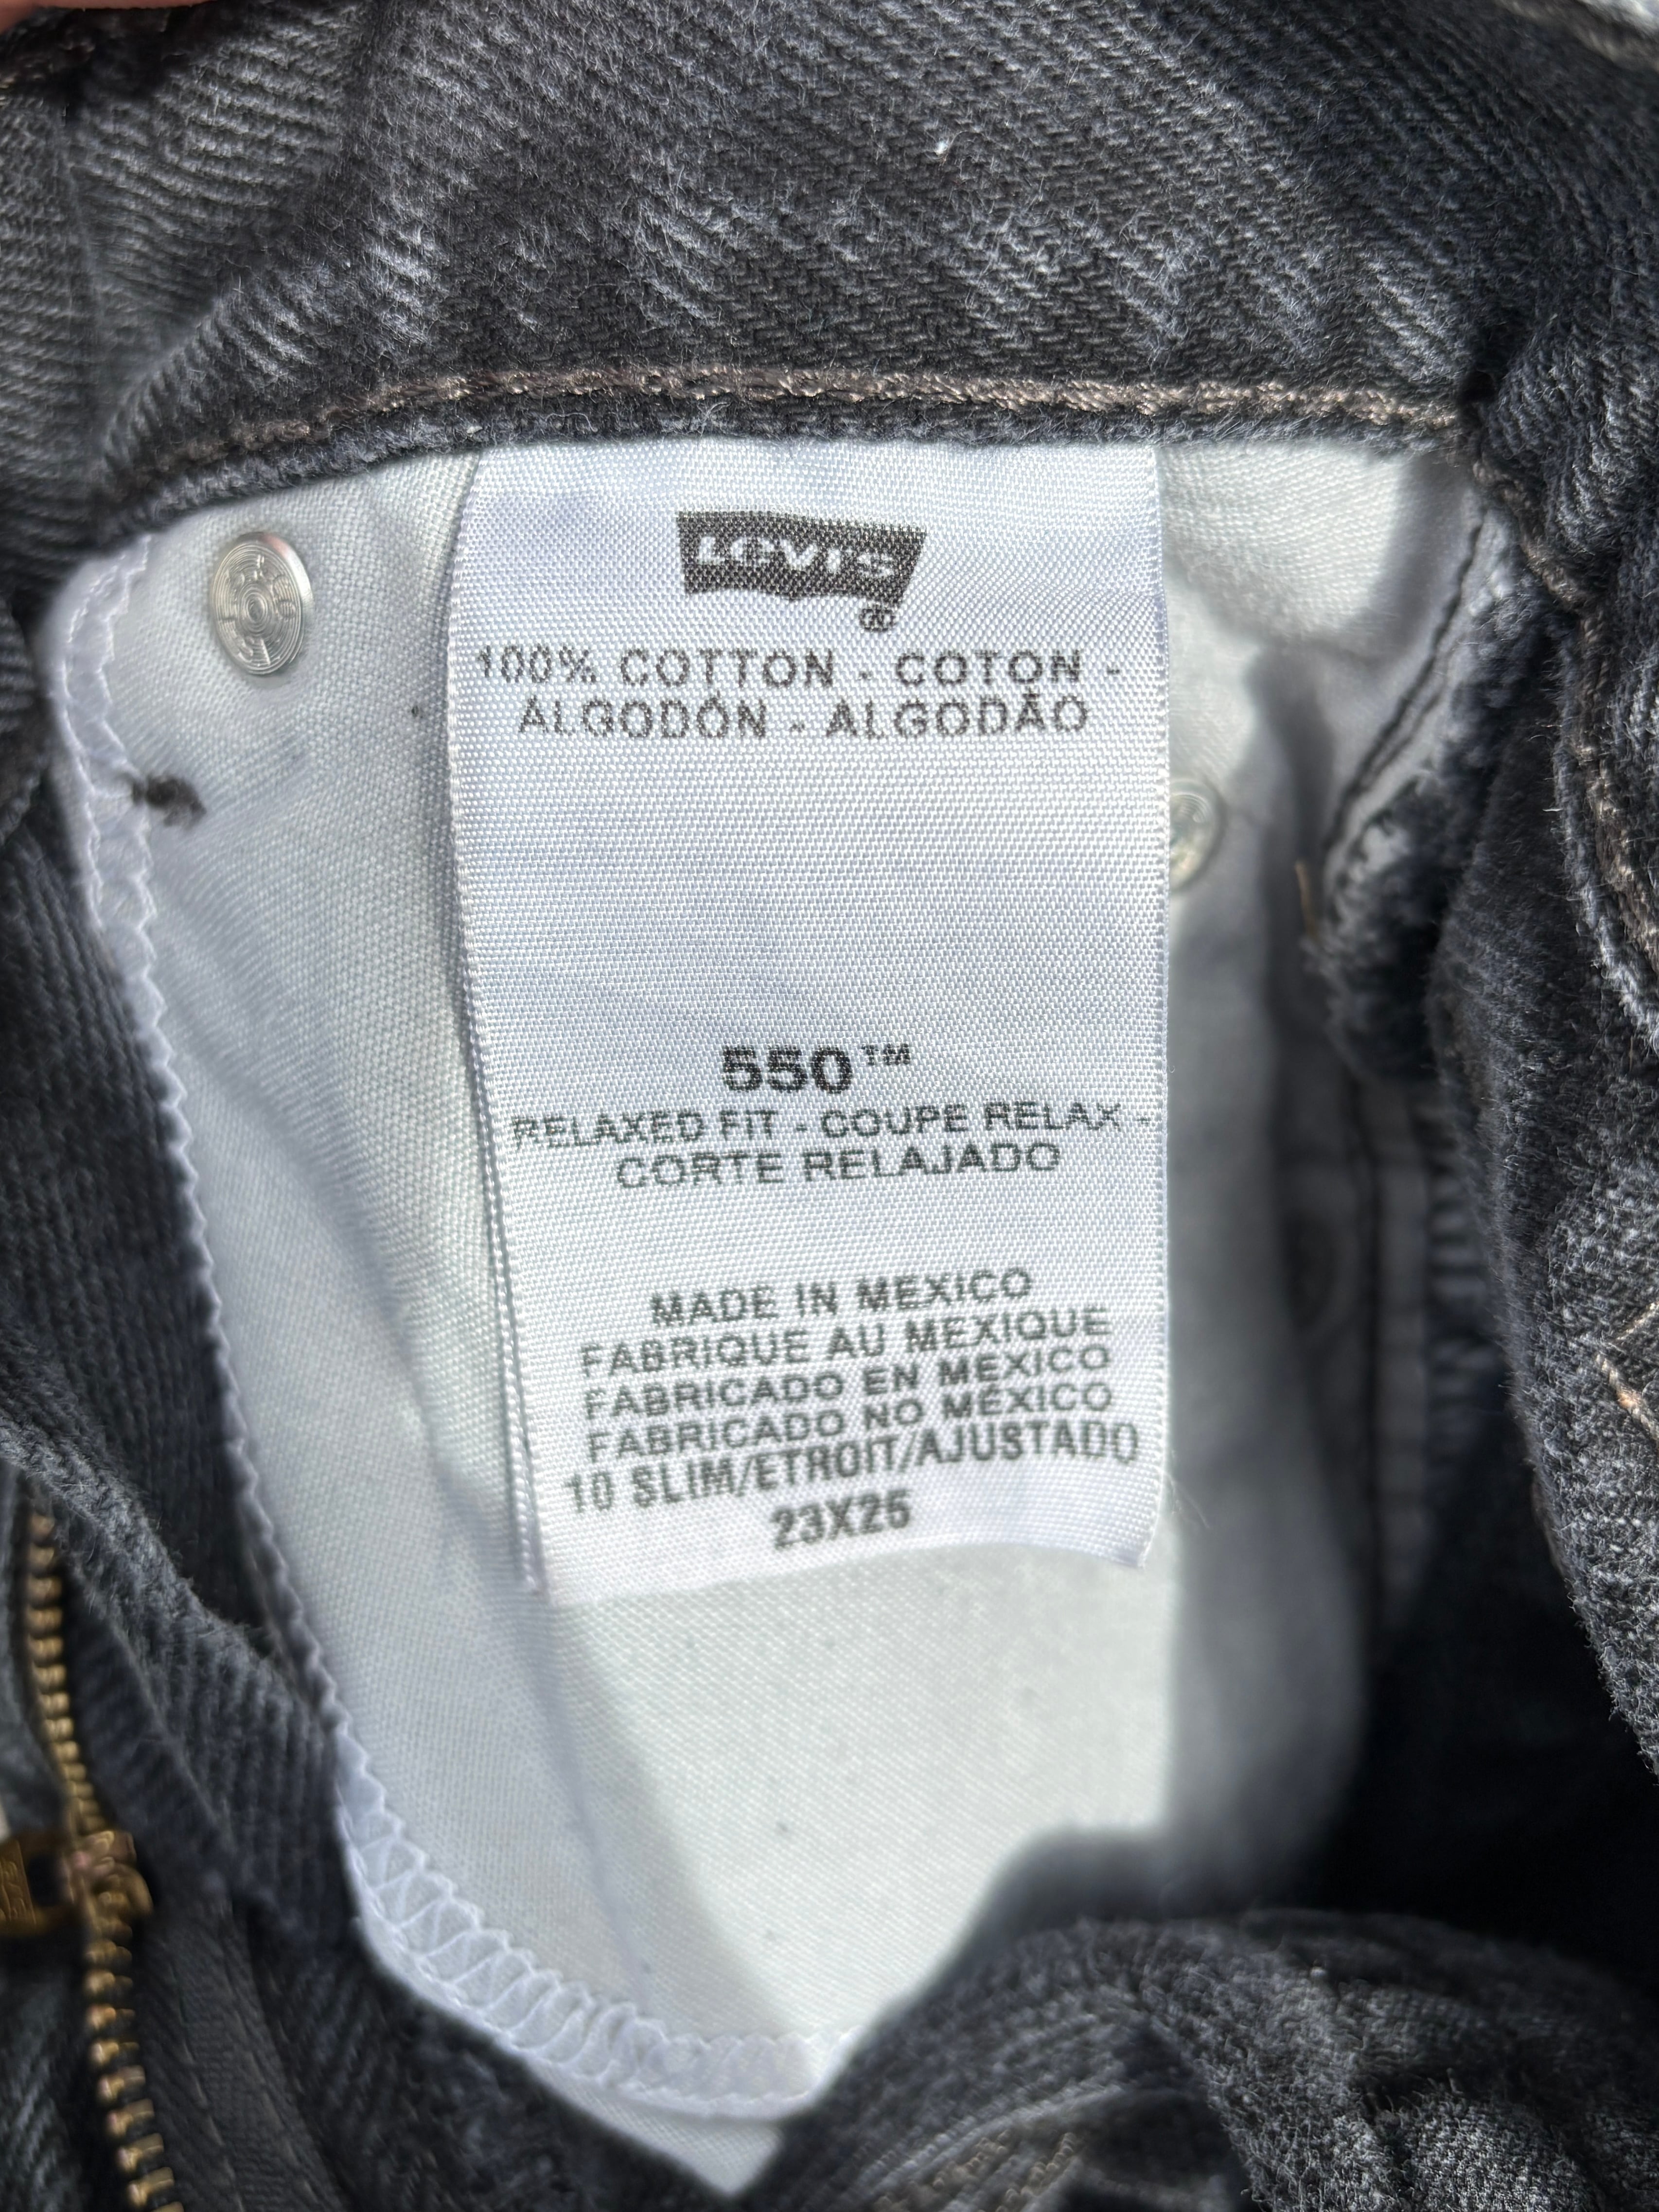 LEVI'S
®
100% COTTON - COTON -
ALGODÓN - ALGODÃO
550™
RELAXED FIT - COUPE RELAX -
CORTE RELAJADO
MADE IN MEXICO
FABRIQUE AU MEXIQUE
FABRICADO EN MEXICO
FABRICADO NO MÉXICO
10 SLIM/ETROIT/AJUSTADO
23X25